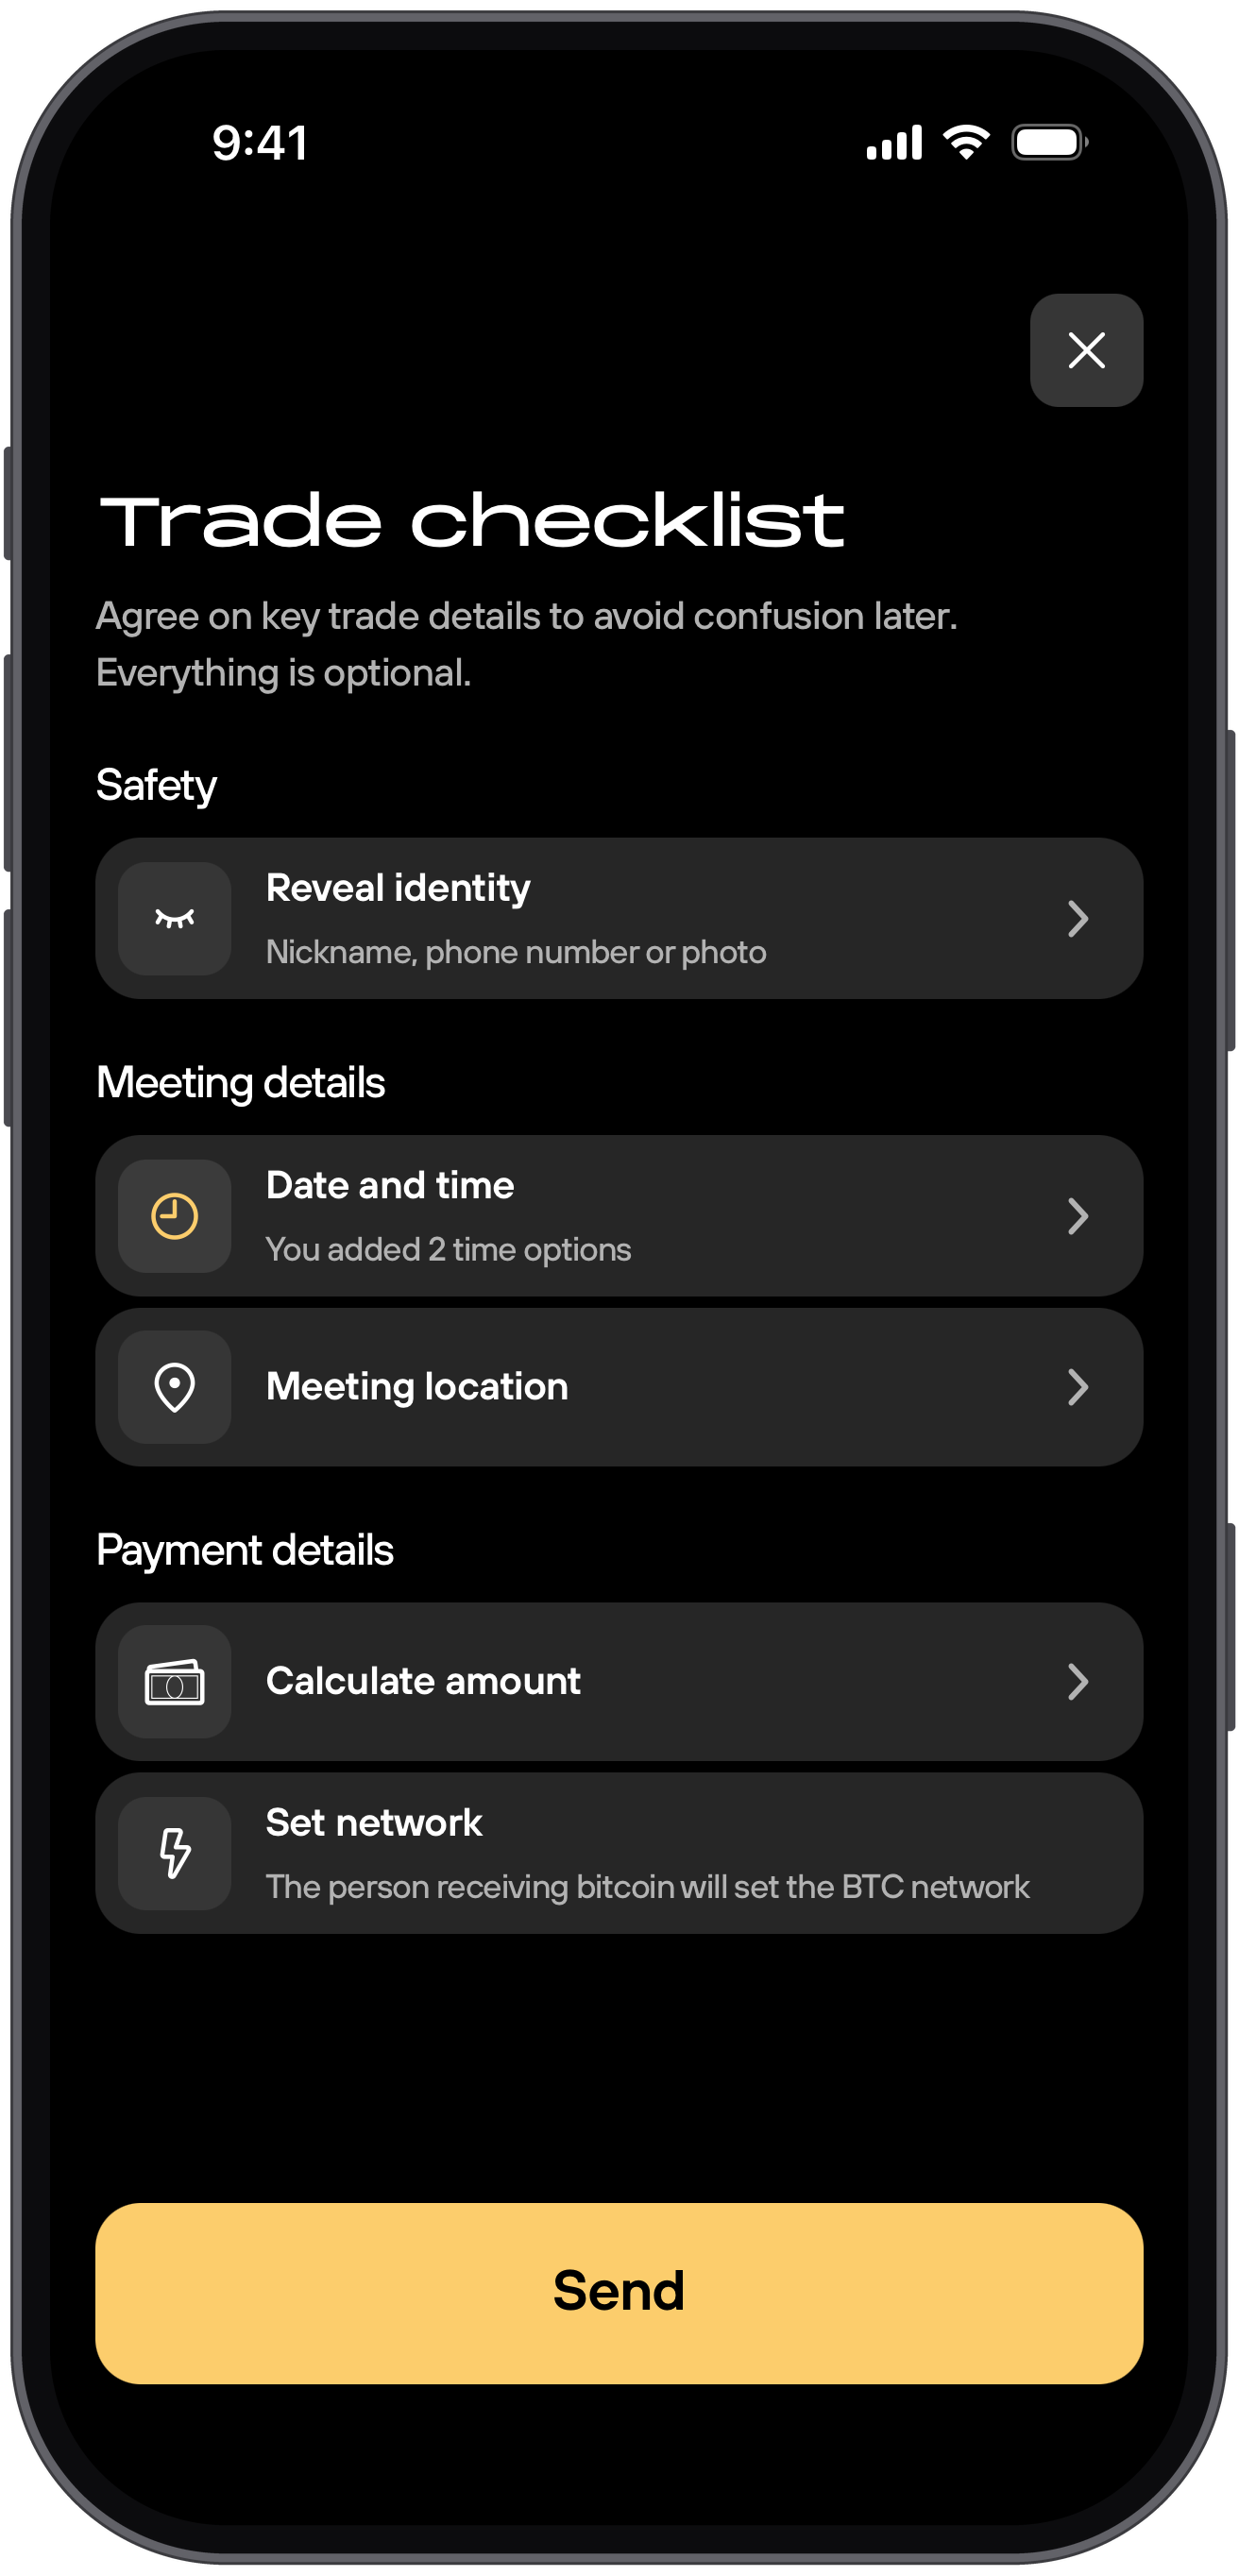 9:41
Trade checklist
Agree on key trade details to avoid confusion later.
Everything is optional.
Safety
Reveal identity
Nickname, phone number or photo
Meeting details
Date and time
You added 2 time options
Meeting location
Payment details
Calculate amount
Set network
The person receiving bitcoin will set the BTC network
Send